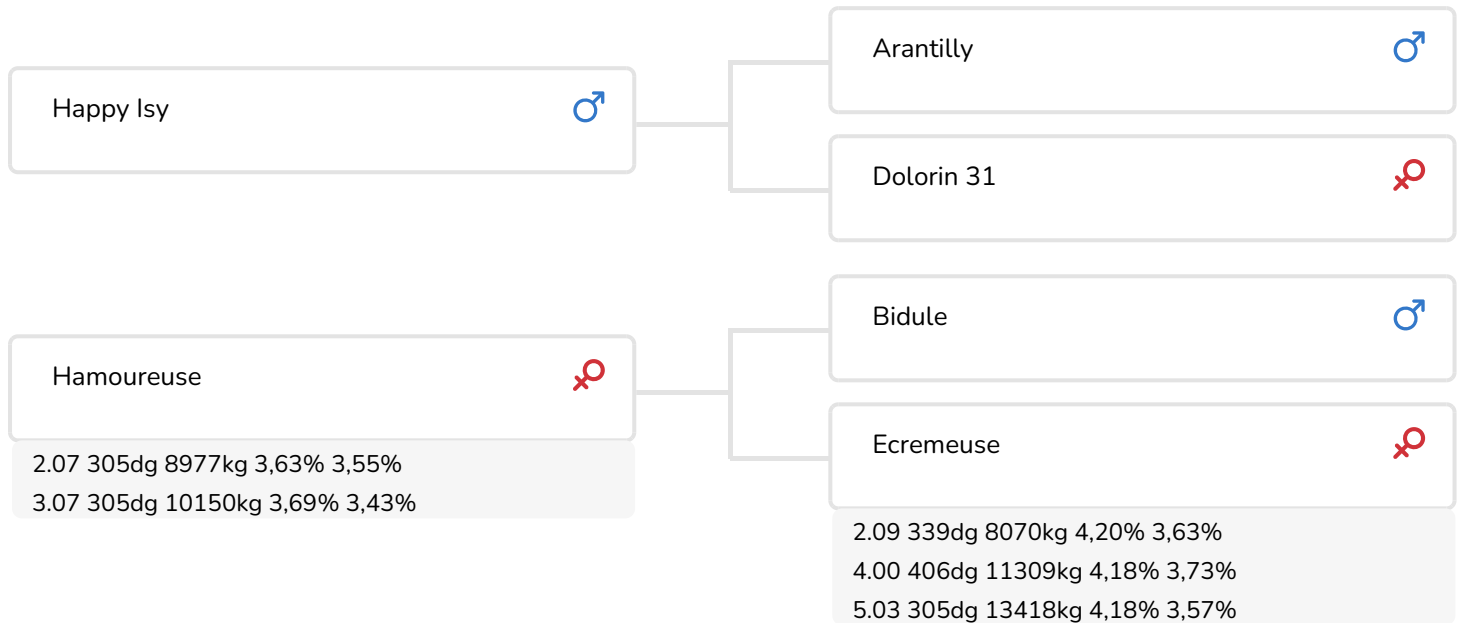 Happy Isy
Arantilly
Dolorin 31
Hamoureuse
2.07 305dg 8977kg 3,63% 3,55%
3.07 305dg 10150kg 3,69% 3,43%
Bidule
Ecremeuse
2.09 339dg 8070kg 4,20% 3,63%
4.00 406dg 11309kg 4,18% 3,73%
5.03 305dg 13418kg 4,18% 3,57%